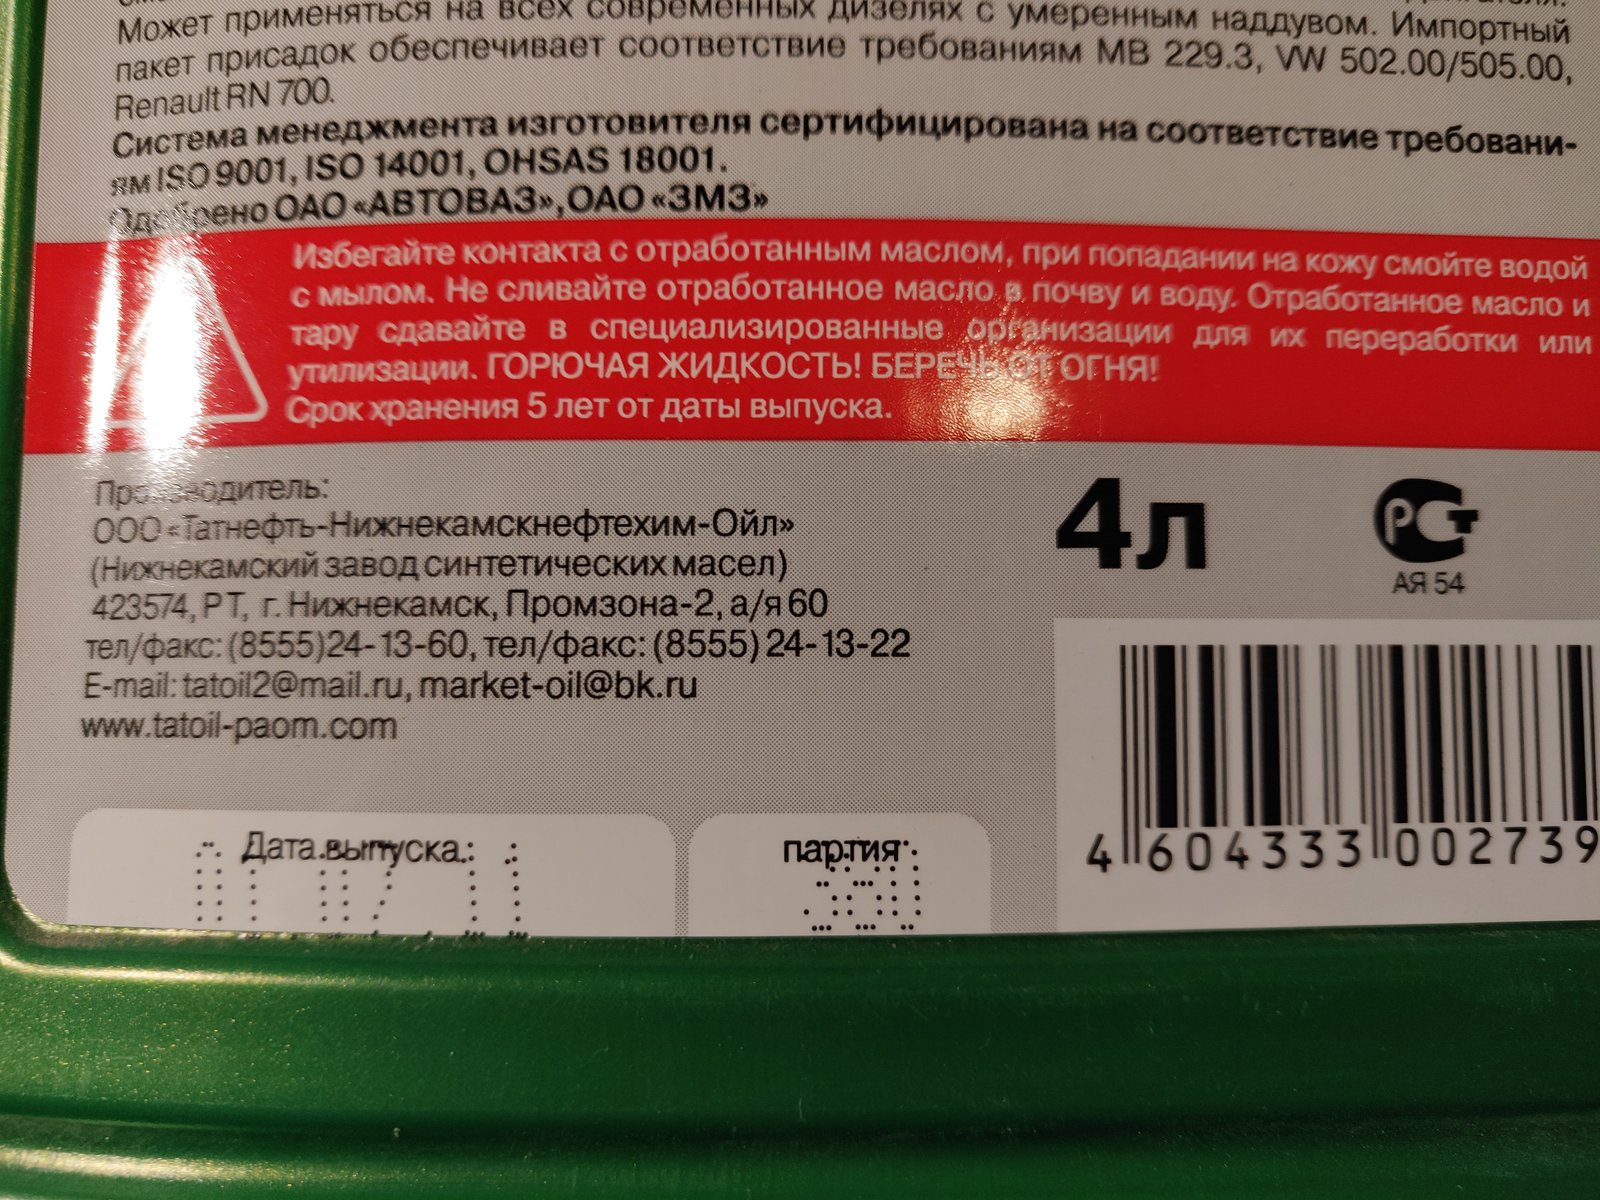 Может применяться на всех современных дизелях с умеренным наддувом. Импортный
пакет присадок обеспечивает соответствие требованиям MB 229.3, VW 502.00/505.00,
Renault RN 700.
Система менеджмента изготовителя сертифицирована на соответствие требовани-
ям ISO 9001, ISO 14001, OHSAS 18001.
Одобрено ОАО «АВТОВАЗ», ОАО «ЗМЗ»
Избегайте контакта с отработанным маслом, при попадании на кожу смойте водой
с мылом. Не сливайте отработанное масло в почву и воду. Отработанное масло и
тару сдавайте в специализированные организации для их переработки или
утилизации. ГОРЮЧАЯ ЖИДКОСТЬ! БЕРЕЧЬ ОТ ОГНЯ!
Срок хранения 5 лет от даты выпуска.
Производитель:
ООО «Татнефть-Нижнекамскнефтехим-Ойл»
(Нижнекамский завод синтетических масел)
423574, РТ, г. Нижнекамск, Промзона-2, а/я 60
тел/факс: (8555)24-13-60, тел/факс: (8555) 24-13-22
E-mail: tatoil2@mail.ru, market-oil@bk.ru
www.tatoil-paom.com
4л
РСТ
АЯ 54
4 604333 002739
Дата выпуска:
партия